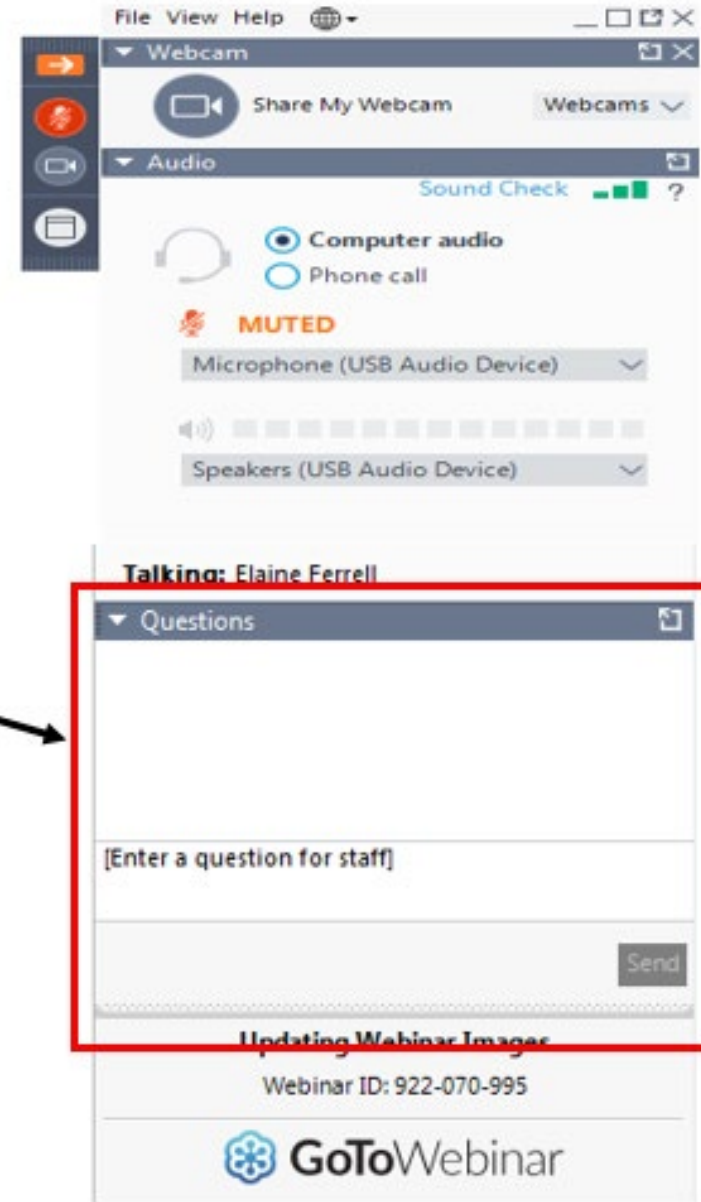 File View Help
Webcam
Share My Webcam Webcams
Audio
Sound Check ?
Computer audio
Phone call
MUTED
Microphone (USB Audio Device)
Speakers (USB Audio Device)
Talking: Elaine Ferrell
Questions
[Enter a question for staff]
Send
Updating Webinar Images
Webinar ID: 922-070-995
GoToWebinar